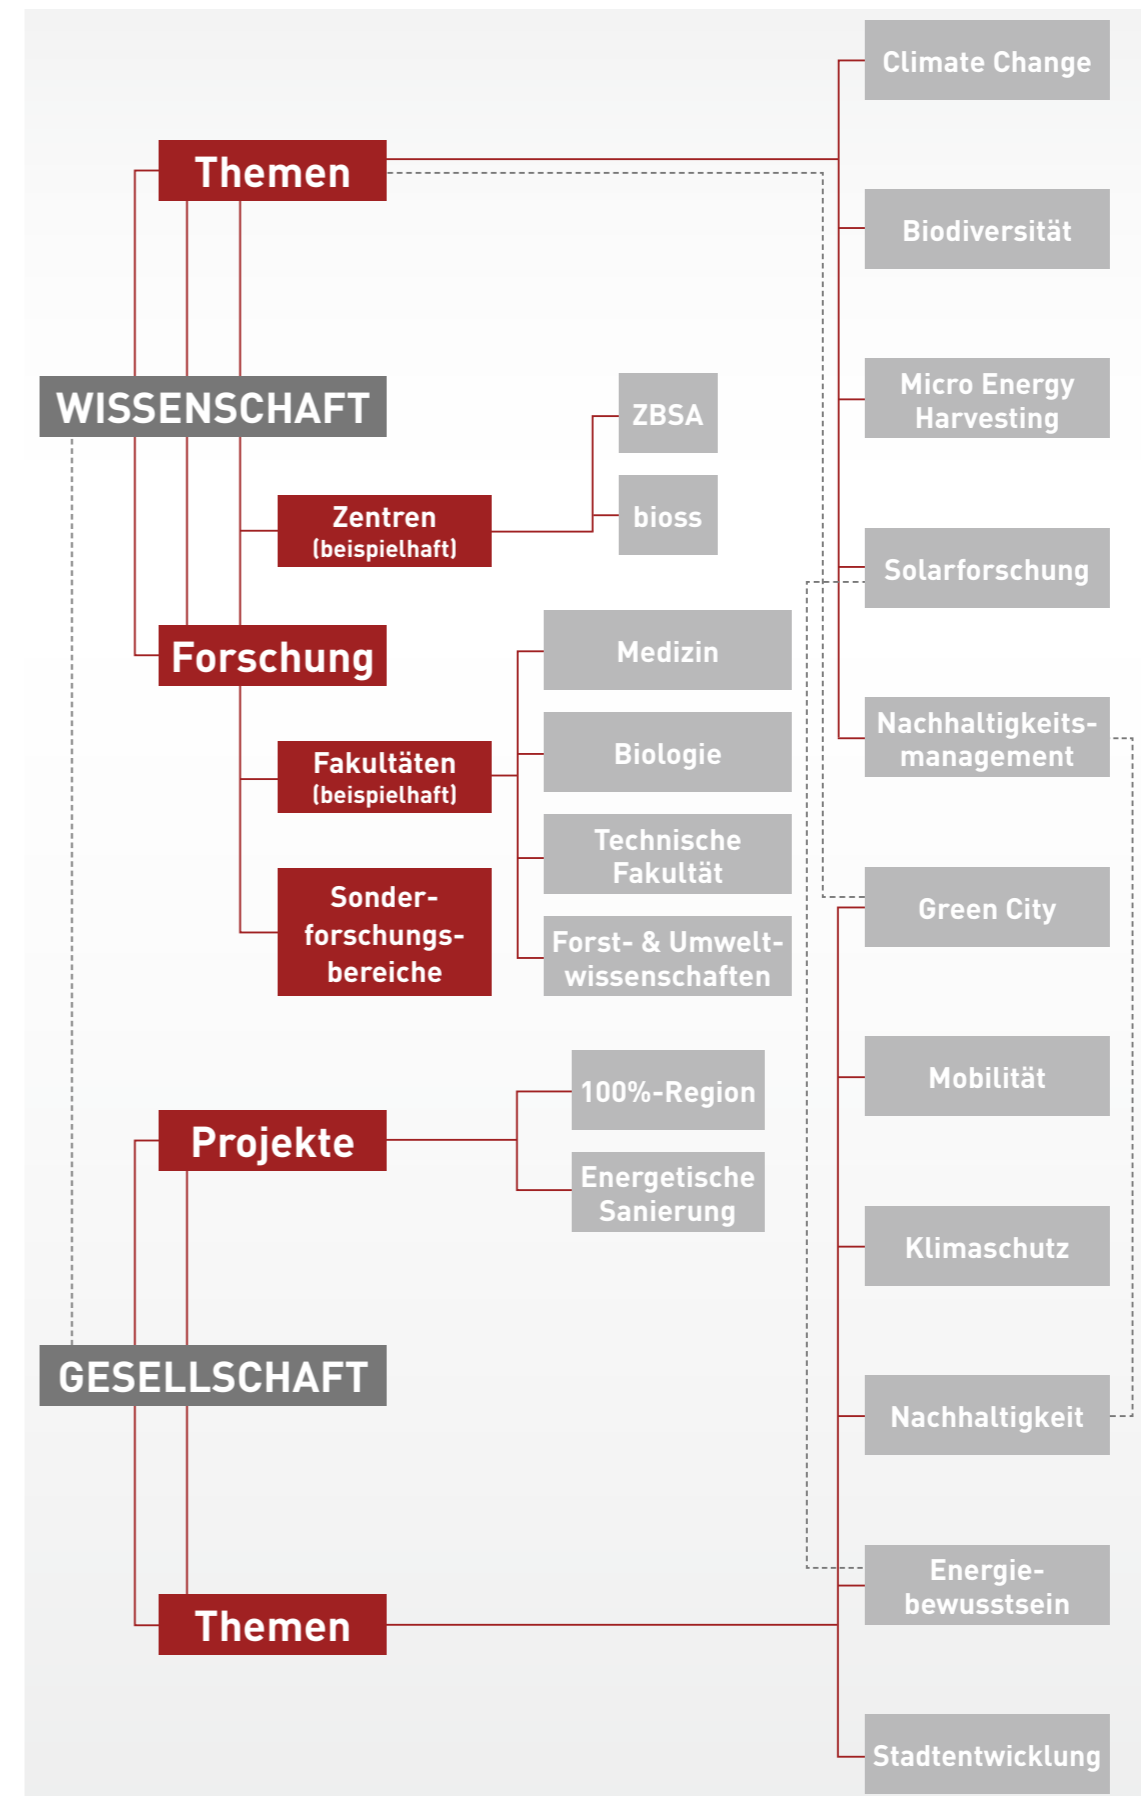 Climate Change
Themen
Biodiversität
WISSENSCHAFT
ZBSA
Micro Energy
Harvesting
Zentren
(beispielhaft)
bioss
Solarforschung
Forschung
Medizin
Fakultäten
(beispielhaft)
Biologie
Nachhaltigkeits-
management
Technische
Fakultät
Sonder-
forschungs-
bereiche
Forst- & Umwelt-
wissenschaften
Green City
Projekte
100%-Region
Energetische
Sanierung
Mobilität
Klimaschutz
GESELLSCHAFT
Nachhaltigkeit
Themen
Energie-
bewusstsein
Stadtentwicklung